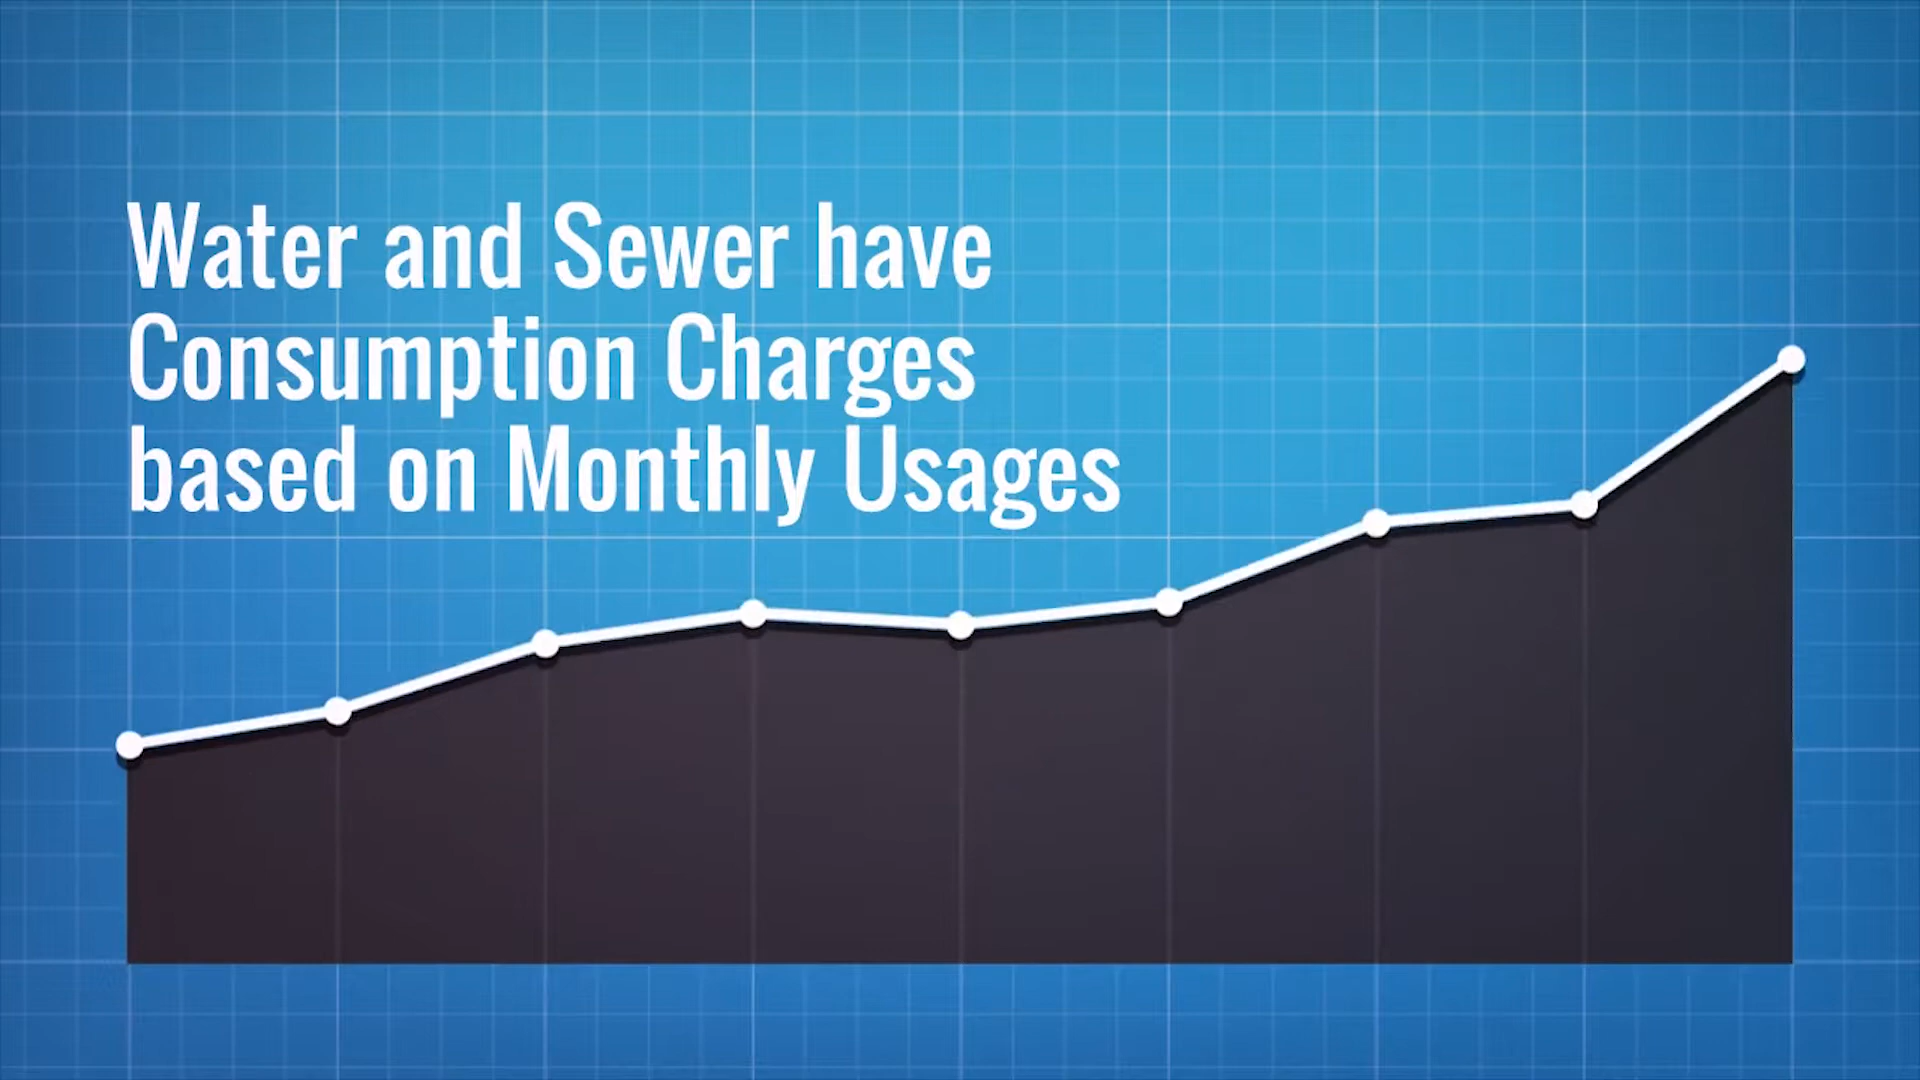 Water and Sewer have
Consumption Charges
based on Monthly Usages